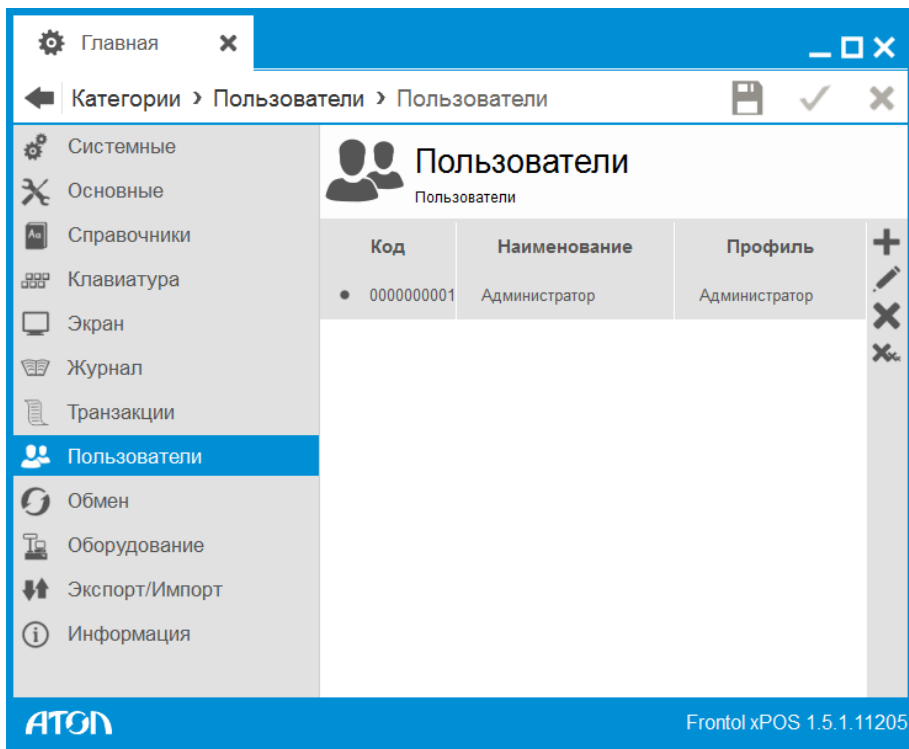 Главная
Категории › Пользователи › Пользователи
Системные
Основные
Справочники
Клавиатура
Экран
Журнал
Транзакции
Пользователи
Обмен
Оборудование
Экспорт/Импорт
Информация
Пользователи
Пользователи
Код Наименование Профиль
0000000001 Администратор Администратор
АТОЛ
Frontol xPOS 1.5.1.11205